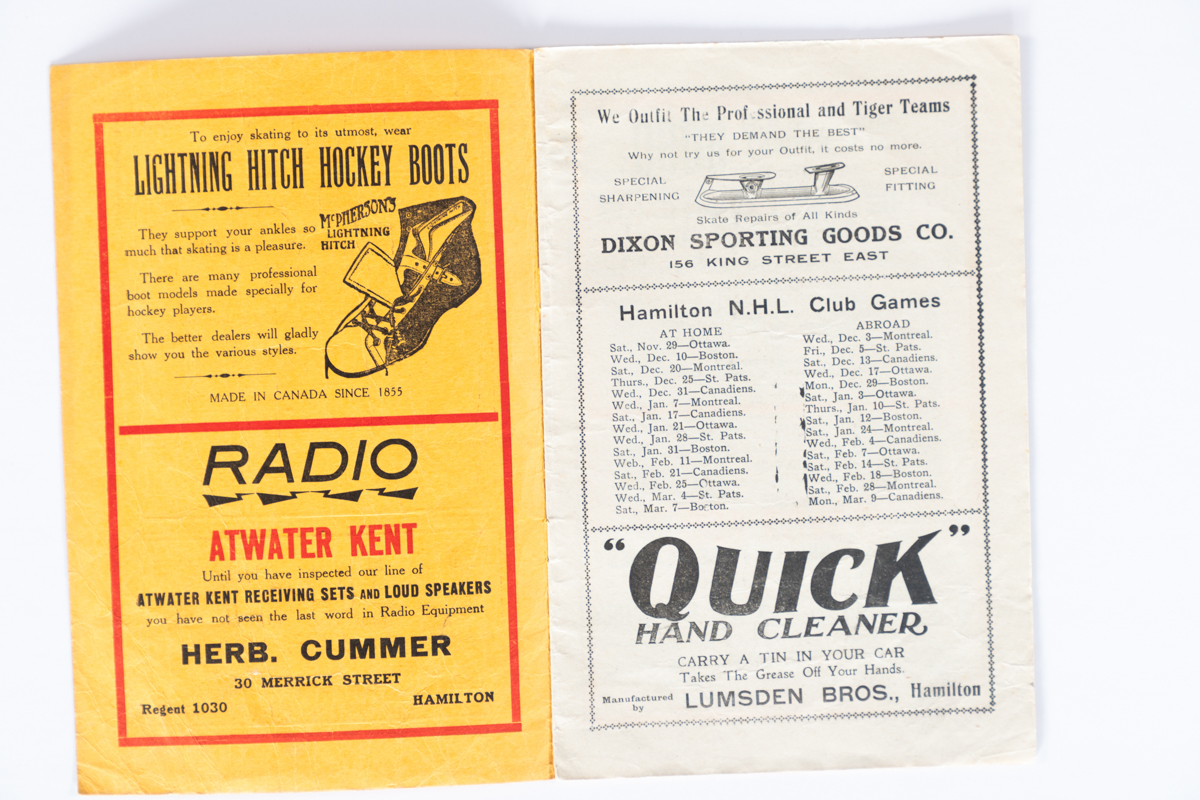 To enjoy skating to its utmost, wear
LIGHTNING HITCH HOCKEY BOOTS
They support your ankles so
much that skating is a pleasure.
There are many professional
boot models made specially for
hockey players.
The better dealers will gladly
show you the various styles.
McPHERSON'S
LIGHTNING
HITCH
MADE IN CANADA SINCE 1855
RADIO
ATWATER KENT
Until you have inspected our line of
ATWATER KENT RECEIVING SETS AND LOUD SPEAKERS
you have not seen the last word in Radio Equipment
HERB. CUMMER
30 MERRICK STREET
Regent 1030
HAMILTON
We Outfit The Professional and Tiger Teams
"THEY DEMAND THE BEST"
Why not try us for your Outfit, it costs no more.
SPECIAL
SHARPENING
SPECIAL
FITTING
Skate Repairs of All Kinds
DIXON SPORTING GOODS CO.
156 KING STREET EAST
Hamilton N.H.L. Club Games
AT HOME
Sat., Nov. 29—Ottawa.
Wed., Dec. 10—Boston.
Sat., Dec. 20—Montreal.
Thurs., Dec. 25—St. Pats.
Wed., Dec. 31—Canadiens.
Wed., Jan. 7—Montreal.
Sat., Jan. 17—Canadiens.
Wed., Jan. 21—Ottawa.
Wed., Jan. 28—St. Pats.
Sat., Jan. 31—Boston.
Web., Feb. 11—Montreal.
Sat., Feb. 21—Canadiens.
Wed., Feb. 25—Ottawa.
Wed., Mar. 4—St. Pats.
Sat., Mar. 7—Boston.
ABROAD
Wed., Dec. 3—Montreal.
Fri., Dec. 5—St. Pats.
Sat., Dec. 13—Canadiens.
Wed., Dec. 17—Ottawa.
Mon., Dec. 29—Boston.
Sat., Jan. 3—Ottawa.
Thurs., Jan. 10—St. Pats.
Sat., Jan. 12—Boston.
Sat., Jan. 24—Montreal.
Wed., Feb. 4—Canadiens.
Sat., Feb. 7—Ottawa.
Sat., Feb. 14—St. Pats.
Wed., Feb. 18—Boston.
Sat., Feb. 28—Montreal.
Mon., Mar. 9—Canadiens.
"QUICK"
HAND CLEANER
CARRY A TIN IN YOUR CAR
Takes The Grease Off Your Hands.
Manufactured
by
LUMSDEN BROS., Hamilton